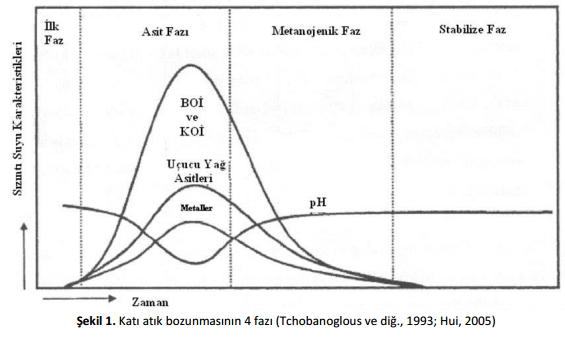 İlk
Faz
Asit Fazı
Metanojenik Faz
Stabilize Faz
BOİ
ve
KOİ
Uçucu Yağ
Asitleri
Metaller
pH
Sızıntı Suyu Karakteristikleri
Zaman
Şekil 1. Katı atık bozunmasının 4 fazı (Tchobanoglous ve diğ., 1993; Hui, 2005)